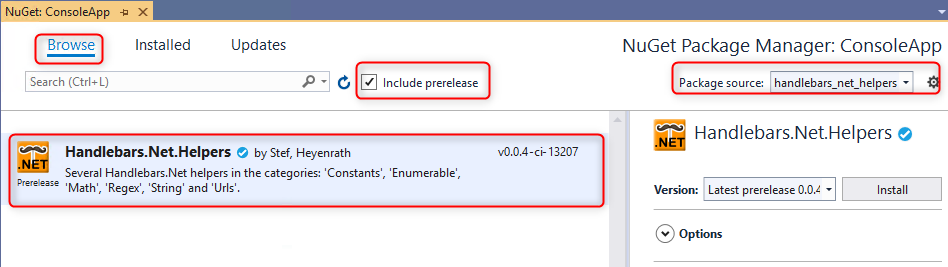 NuGet: ConsoleApp
Browse Installed Updates
NuGet Package Manager: ConsoleApp
Search (Ctrl+L)
Include prerelease
Package source: handlebars_net_helpers
.NET
Prerelease
Handlebars.Net.Helpers by Stef, Heyenrath v0.0.4-ci-13207
Several Handlebars.Net helpers in the categories: 'Constants', 'Enumerable',
'Math', 'Regex', 'String' and 'Urls'.
.NET
Handlebars.Net.Helpers
Version: Latest prerelease 0.0.4
Install
Options